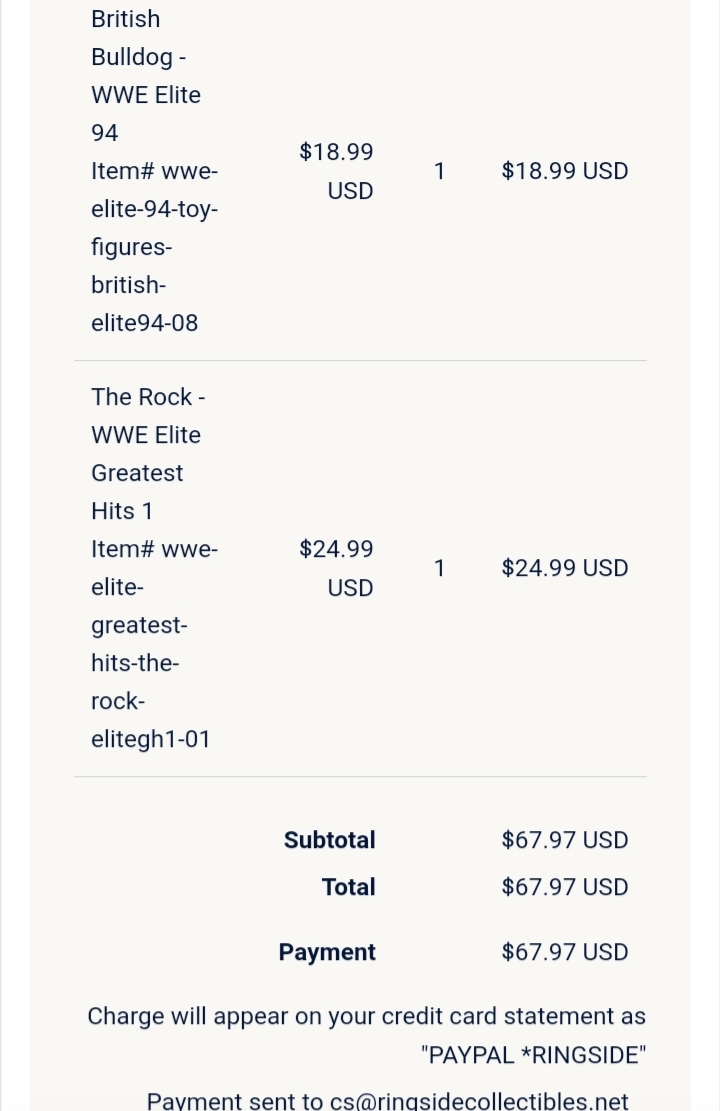 British
Bulldog -
WWE Elite
94
Item# wwe-
elite-94-toy-
figures-
british-
elite94-08
$18.99
USD
1
$18.99 USD
The Rock -
WWE Elite
Greatest
Hits 1
Item# wwe-
elite-
greatest-
hits-the-
rock-
elitegh1-01
$24.99
USD
1
$24.99 USD
Subtotal $67.97 USD
Total $67.97 USD
Payment $67.97 USD
Charge will appear on your credit card statement as
"PAYPAL *RINGSIDE"
Payment sent to cs@ringsidecollectibles.net